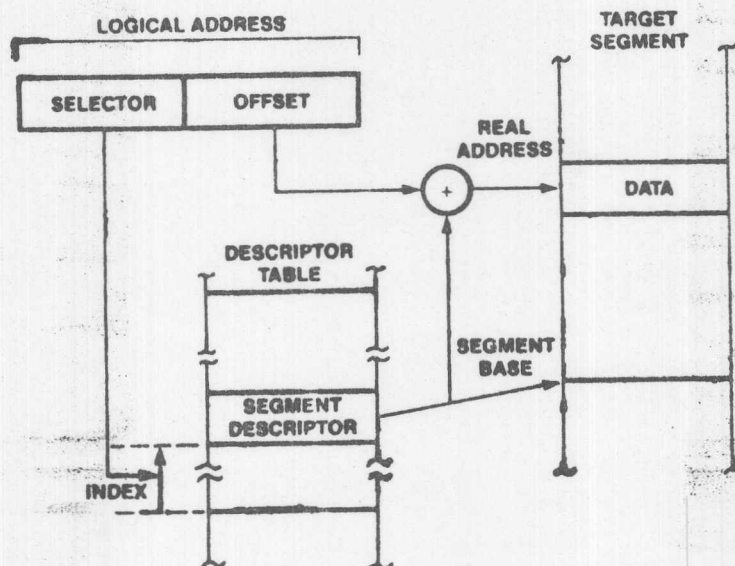 LOGICAL ADDRESS
TARGET
SEGMENT
SELECTOR
OFFSET
REAL
ADDRESS
+
DATA
DESCRIPTOR
TABLE
SEGMENT
BASE
SEGMENT
DESCRIPTOR
INDEX